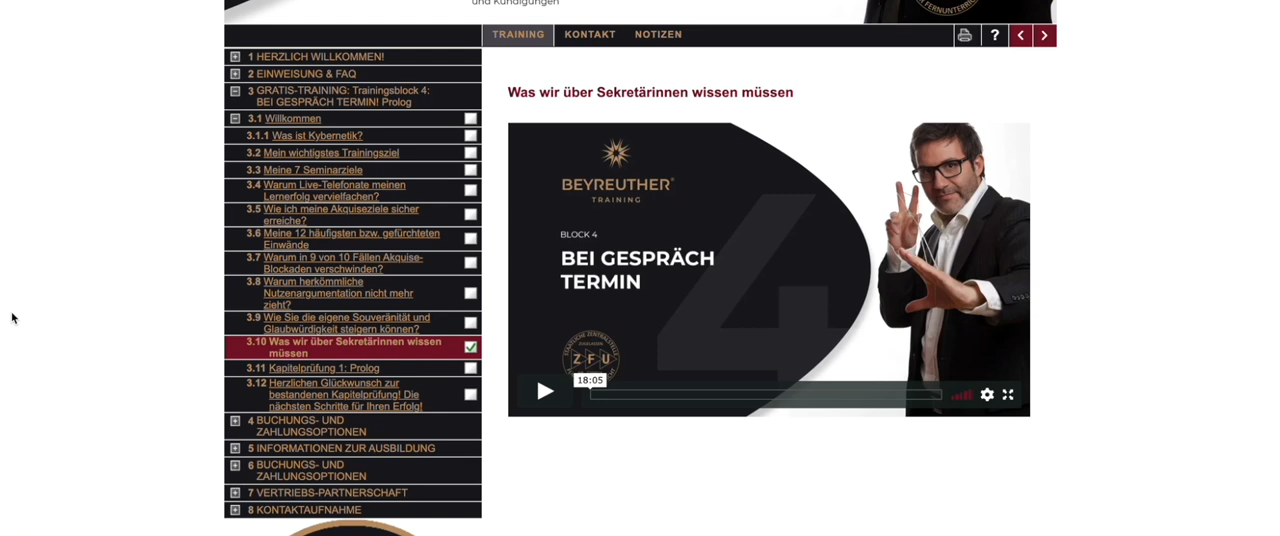 und Kündigungen
FERNUNTERRIC
TRAINING KONTAKT NOTIZEN ?
1 HERZLICH WILLKOMMEN!
2 EINWEISUNG & FAQ
3 GRATIS-TRAINING: Trainingsblock 4:
BEI GESPRÄCH TERMIN! Prolog
3.1 Willkommen
3.1.1 Was ist Kybernetik?
3.2 Mein wichtigstes Trainingsziel
3.3 Meine 7 Seminarziele
3.4 Warum Live-Telefonate meinen
Lernerfolg vervielfachen?
3.5 Wie ich meine Akquiseziele sicher
erreiche?
3.6 Meine 12 häufigsten bzw. gefürchteten
Einwände
3.7 Warum in 9 von 10 Fällen Akquise-
Blockaden verschwinden?
3.8 Warum herkömmliche
Nutzenargumentation nicht mehr
zieht?
3.9 Wie Sie die eigene Souveränität und
Glaubwürdigkeit steigern können?
3.10 Was wir über Sekretärinnen wissen
müssen
3.11 Kapitelprüfung 1: Prolog
3.12 Herzlichen Glückwunsch zur
bestandenen Kapitelprüfung! Die
nächsten Schritte für Ihren Erfolg!
4 BUCHUNGS- UND
ZAHLUNGSOPTIONEN
5 INFORMATIONEN ZUR AUSBILDUNG
6 BUCHUNGS- UND
ZAHLUNGSOPTIONEN
7 VERTRIEBS-PARTNERSCHAFT
8 KONTAKTAUFNAHME
Was wir über Sekretärinnen wissen müssen
BEYREUTHER®
TRAINING
BLOCK 4
BEI GESPRÄCH
TERMIN
4
STAATLICHE ZENTRALSTELLE
ZUGELASSEN
ZFU
18:05